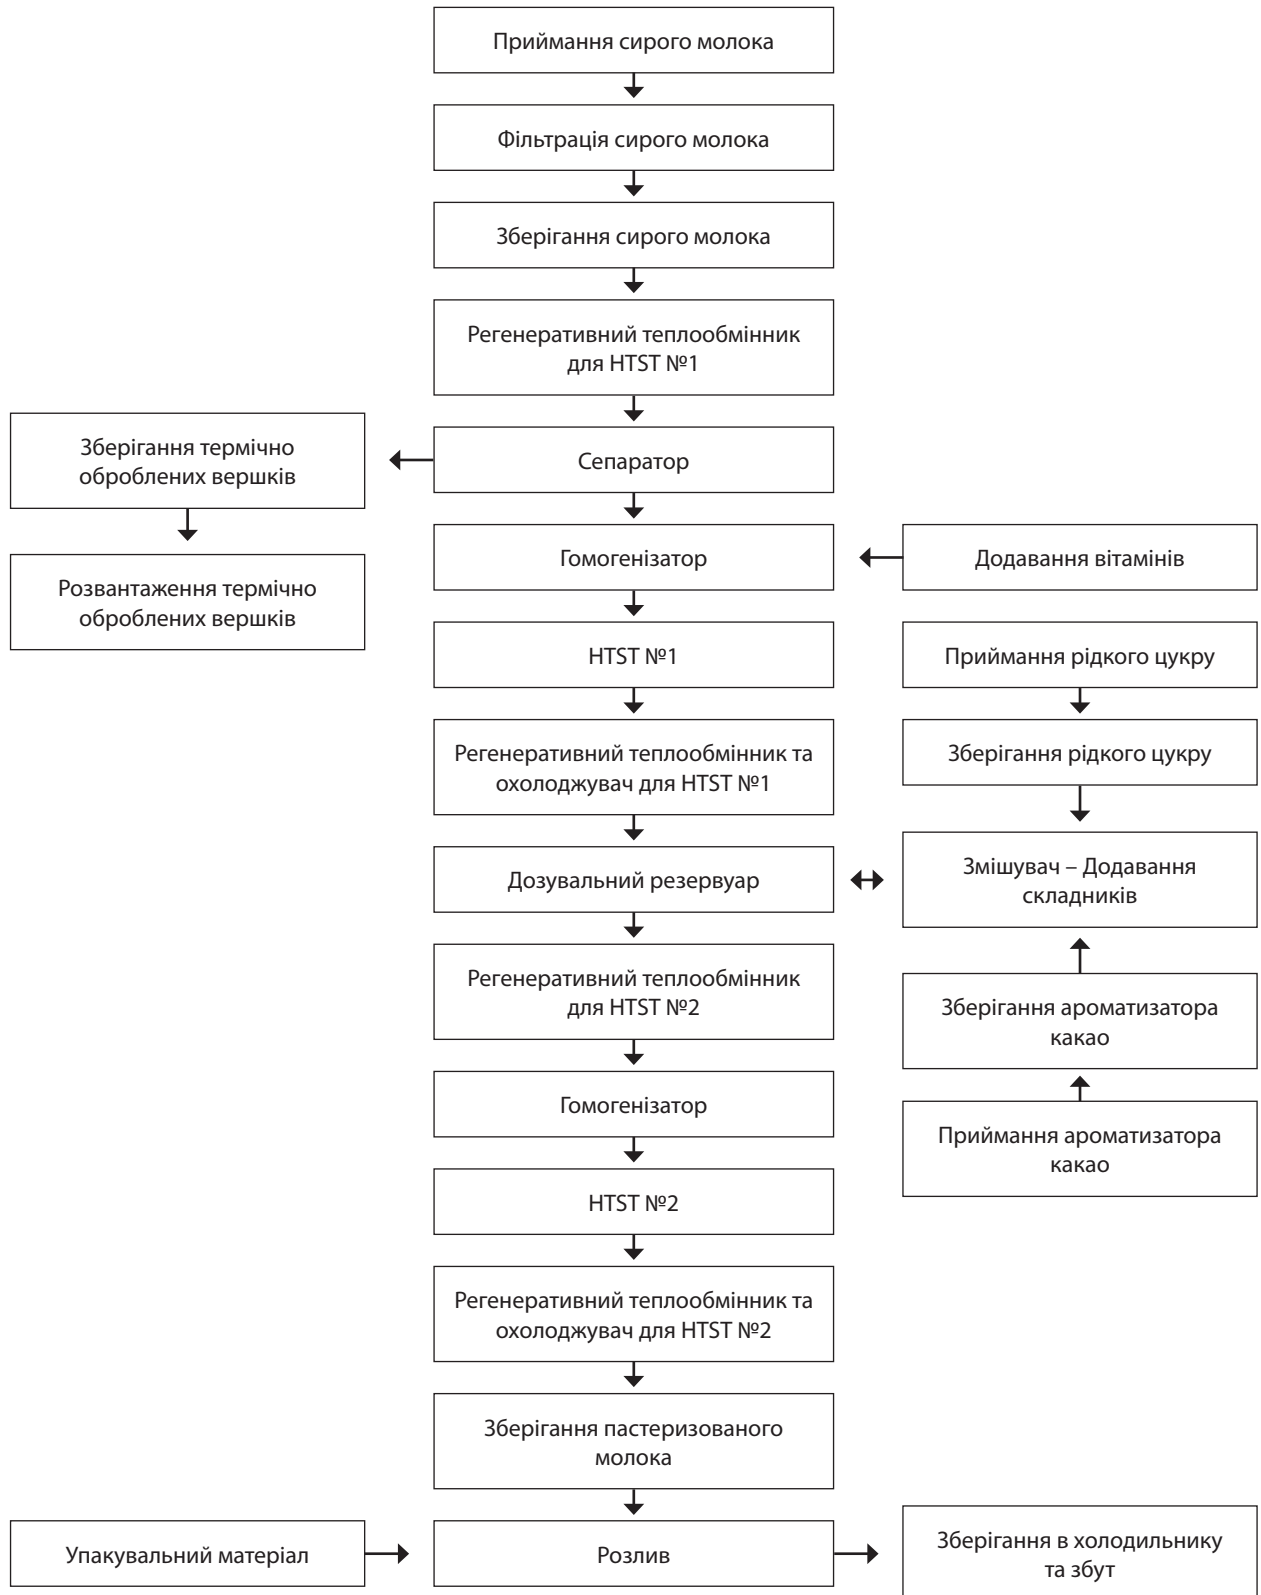 Приймання сирого молока
Фільтрація сирого молока
Зберігання сирого молока
Регенеративний теплообмінник
для HTST №1
Зберігання термічно
оброблених вершків
Сепаратор
Розвантаження термічно
оброблених вершків
Гомогенізатор
Додавання вітамінів
HTST №1
Приймання рідкого цукру
Регенеративний теплообмінник та
охолоджувач для HTST №1
Зберігання рідкого цукру
Дозувальний резервуар
Змішувач – Додавання
складників
Регенеративний теплообмінник
для HTST №2
Зберігання ароматизатора
какао
Гомогенізатор
Приймання ароматизатора
какао
HTST №2
Регенеративний теплообмінник та
охолоджувач для HTST №2
Зберігання пастеризованого
молока
Упакувальний матеріал
Розлив
Зберігання в холодильнику
та збут